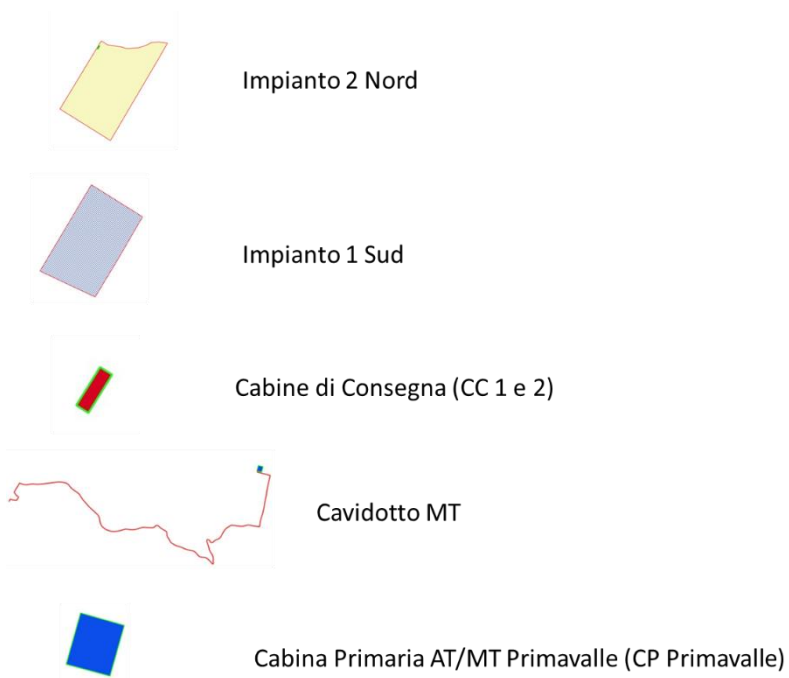 Impianto 2 Nord
Impianto 1 Sud
Cabine di Consegna (CC 1 e 2)
Cavidotto MT
Cabina Primaria AT/MT Primavalle (CP Primavalle)